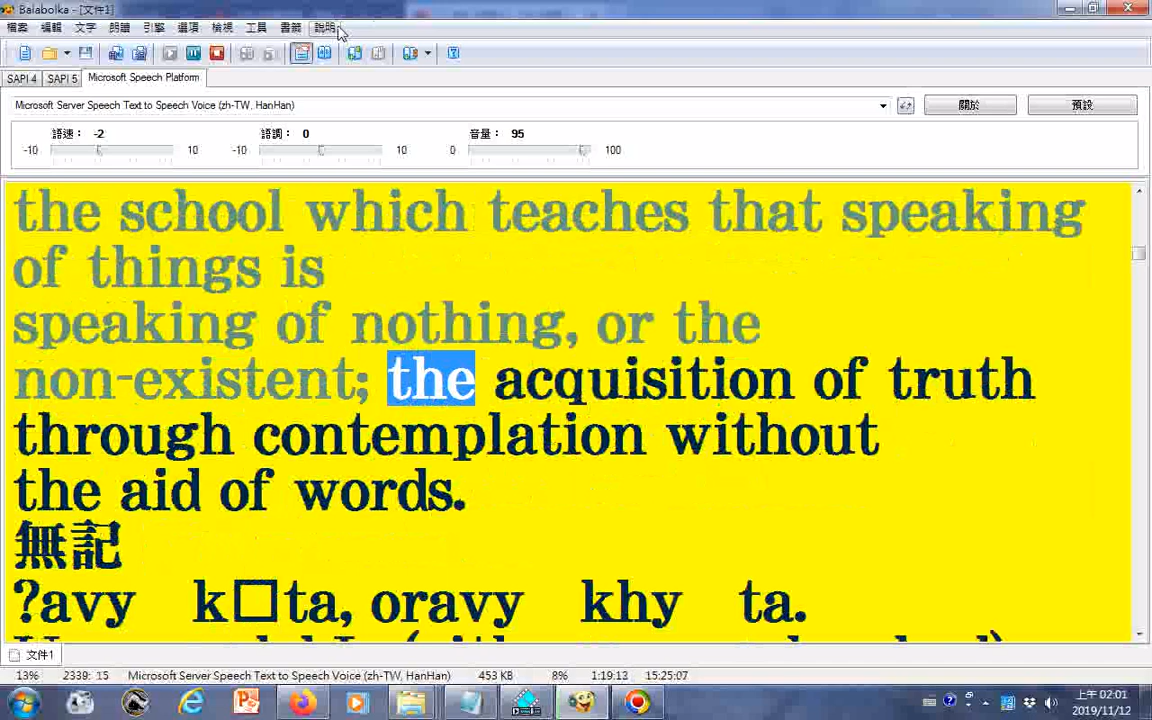 Balabolka - [文件1]
檔案 編輯 文字 朗讀 引擎 選項 檢視 工具 書籤 說明
SAPI 4 SAPI 5 Microsoft Speech Platform
Microsoft Server Speech Text to Speech Voice (zh-TW, HanHan) 關於 預設
語速： -2 語調： 0 音量： 95
-10 10 -10 10 0 100
the school which teaches that speaking
of things is
speaking of nothing, or the
non-existent; the acquisition of truth
through contemplation without
the aid of words.
無記
?avy k□ta, oravy khy ta.
文件1
13% 2339: 15 Microsoft Server Speech Text to Speech Voice (zh-TW, HanHan) 453 KB 8% 1:19:12 15:25:07
上午 02:01
2019/11/12